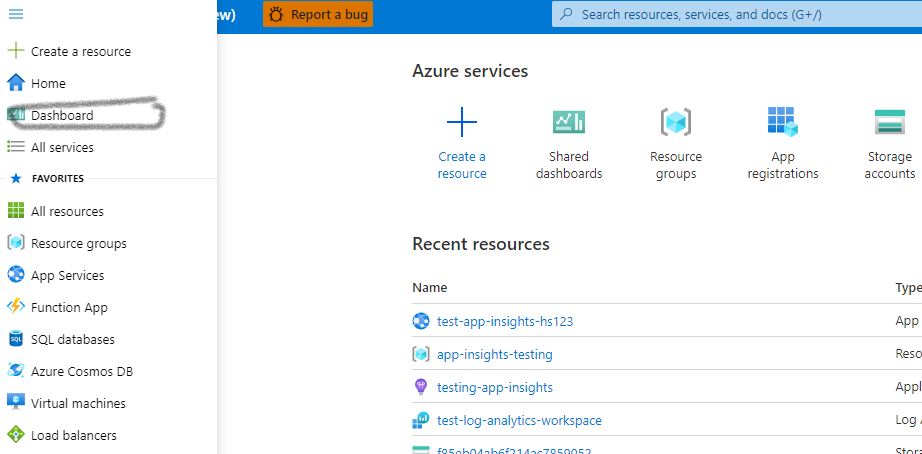 ew)
Report a bug
Search resources, services, and docs (G+/)
Create a resource
Home
Dashboard
All services
FAVORITES
All resources
Resource groups
App Services
Function App
SQL databases
Azure Cosmos DB
Virtual machines
Load balancers
Azure services
Create a
resource
Shared
dashboards
Resource
groups
App
registrations
Storage
accounts
Recent resources
Name Type
test-app-insights-hs123 App
app-insights-testing Reso
testing-app-insights Appl
test-log-analytics-workspace Log